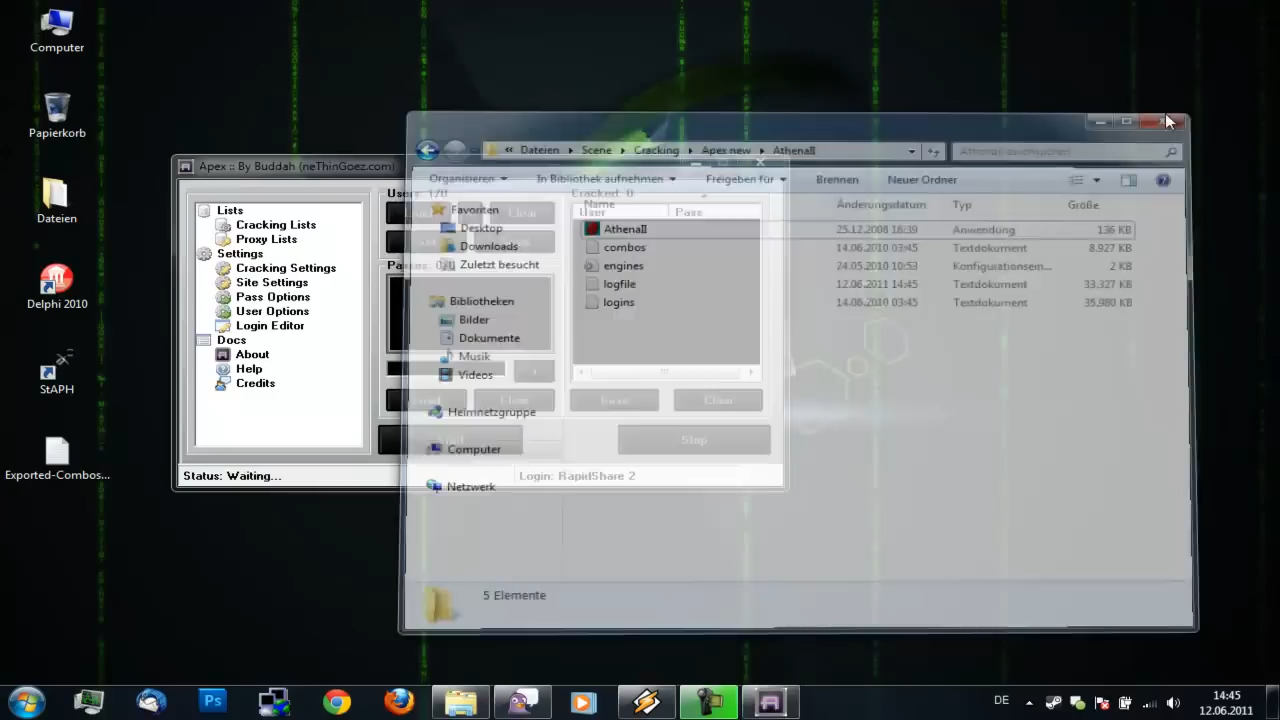 Computer
Papierkorb
Dateien
Delphi 2010
StAPH
Exported-Combos...
Apex :: By Buddah (neThinGoez.com)
Lists
Cracking Lists
Proxy Lists
Settings
Cracking Settings
Site Settings
Pass Options
User Options
Login Editor
Docs
About
Help
Credits
Status: Waiting...
Login: RapidShare 2
Cracked: 0
User
Pass
Clear
Clear
Stop
« Dateien Scene Cracking Apex new AthenaII
AthenaII durchsuchen
Organisieren In Bibliothek aufnehmen Freigeben für Brennen Neuer Ordner
Favoriten
Desktop
Downloads
Zuletzt besucht
Bibliotheken
Bilder
Dokumente
Musik
Videos
Heimnetzgruppe
Computer
Netzwerk
Name Änderungsdatum Typ Größe
AthenaII 25.12.2008 16:39 Anwendung 136 KB
combos 14.06.2010 03:45 Textdokument 8.927 KB
engines 24.05.2010 10:53 Konfigurationsein... 2 KB
logfile 12.06.2011 14:45 Textdokument 33.327 KB
logins 14.06.2010 03:45 Textdokument 35.980 KB
5 Elemente
DE
14:45
12.06.2011